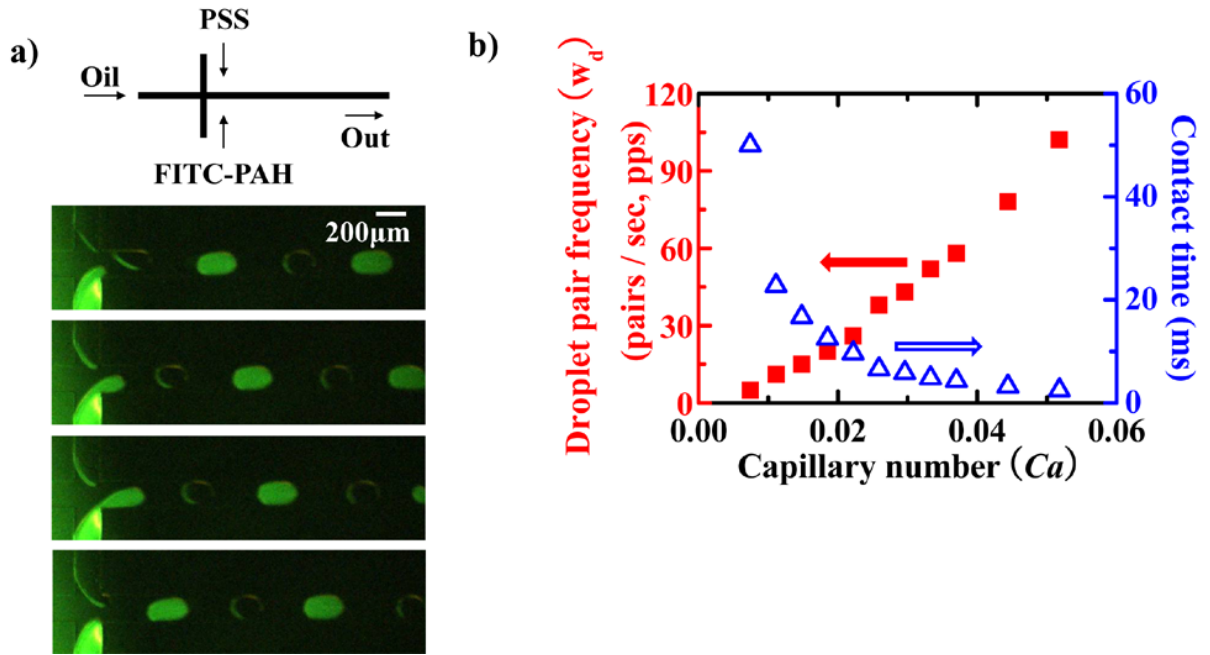 a)
PSS
Oil
Out
FITC-PAH
200μm
b)
Droplet pair frequency (w_d)
(pairs / sec, pps)
120
90
60
30
0
0.00
0.02
0.04
0.06
Capillary number (Ca)
60
40
20
0
Contact time (ms)